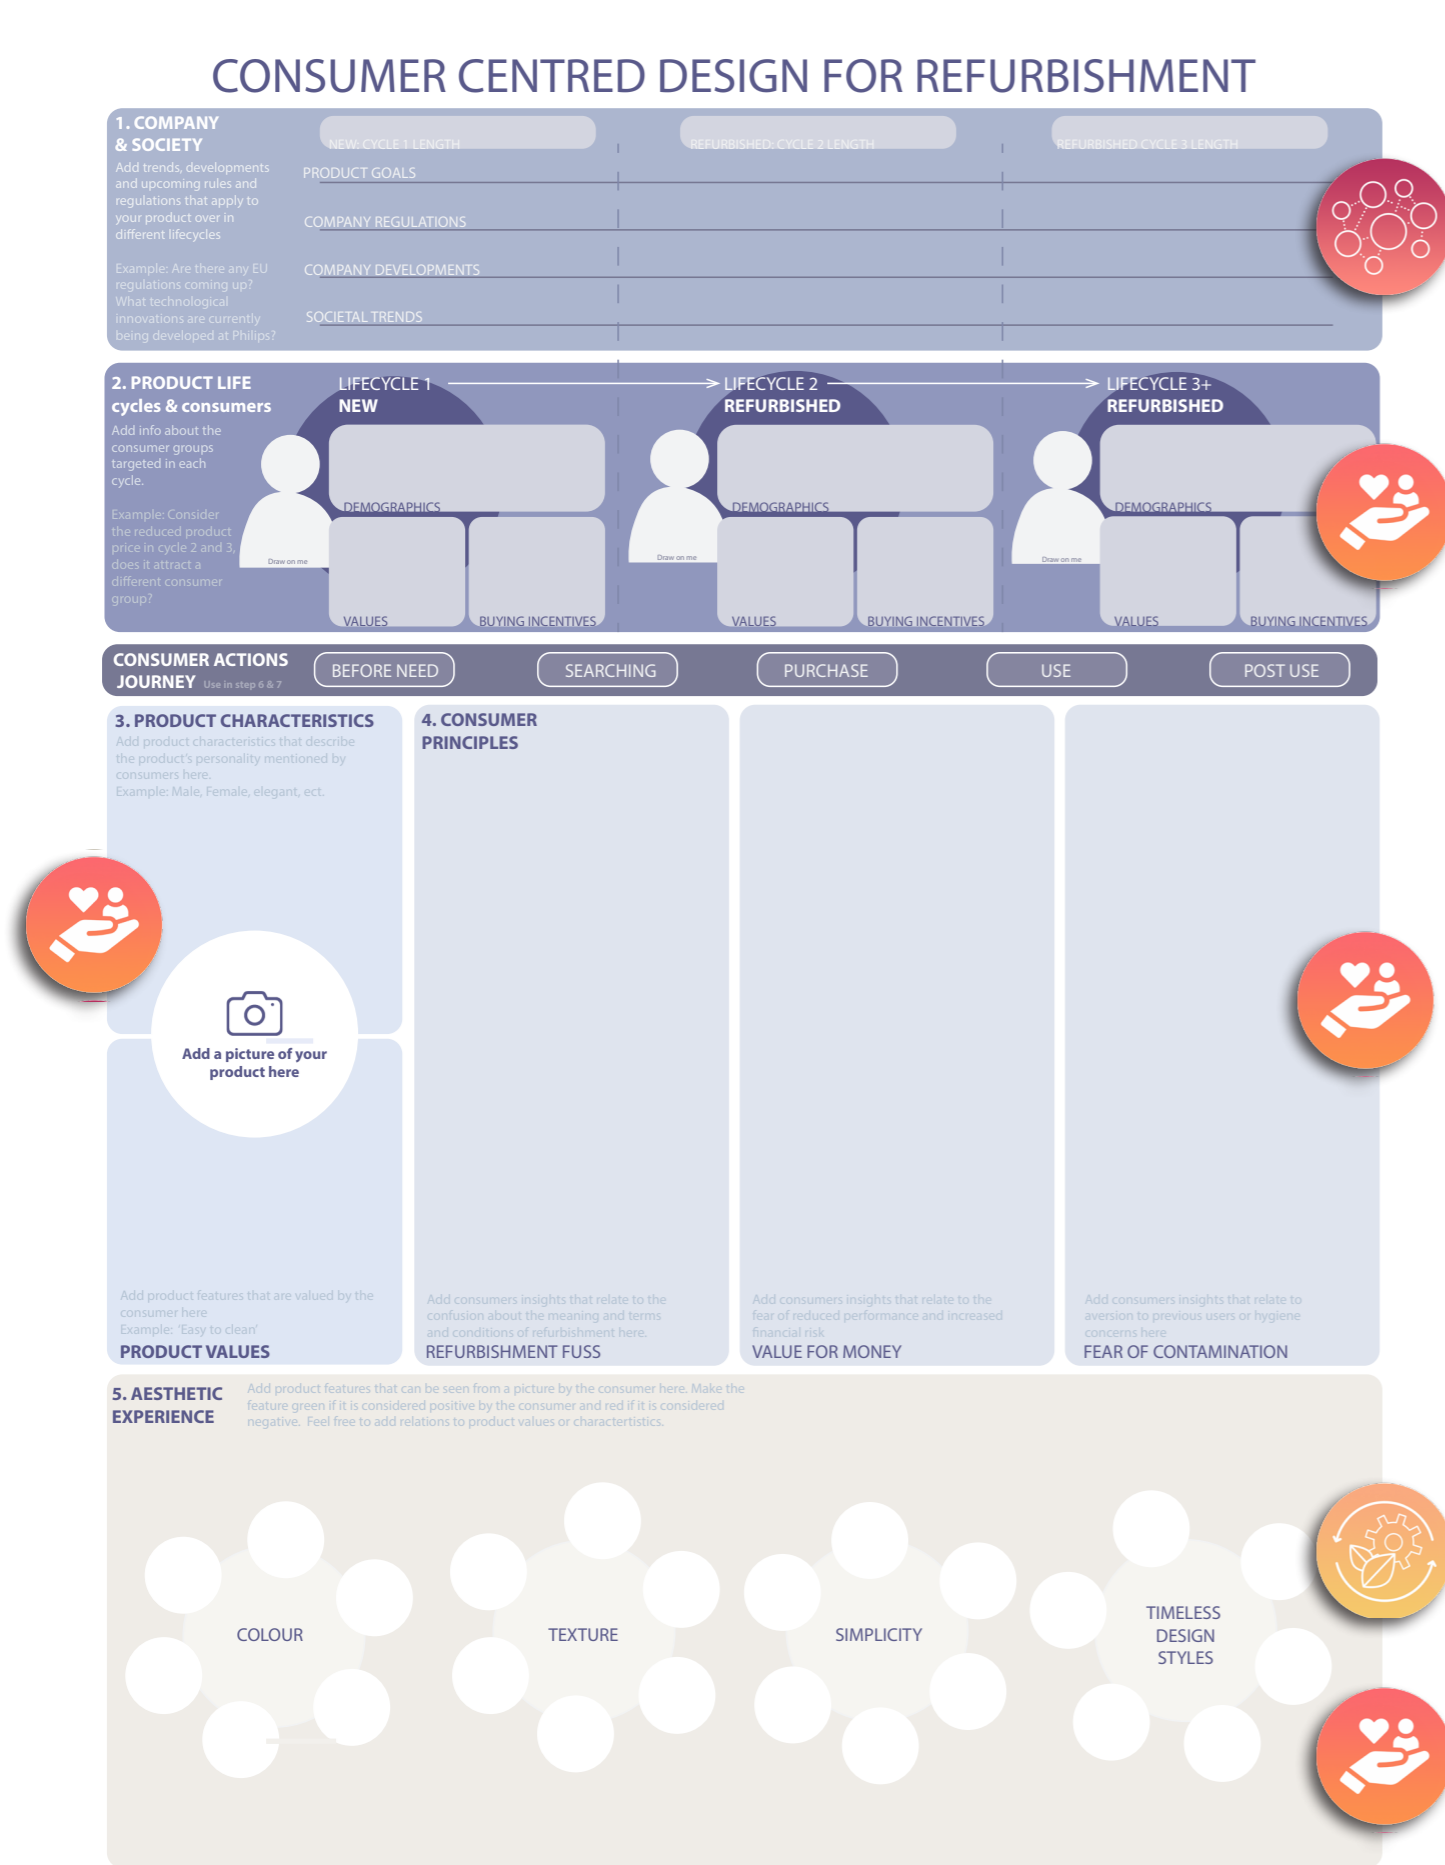 CONSUMER CENTRED DESIGN FOR REFURBISHMENT
1. COMPANY
& SOCIETY
Add trends, developments
and upcoming rules and
regulations that apply to
your product over in
different lifecycles
Example: Are there any EU
regulations coming up?
What technological
innovations are currently
being developed at Philips?
NEW: CYCLE 1 LENGTH
REFURBISHED: CYCLE 2 LENGTH
REFURBISHED CYCLE 3 LENGTH
PRODUCT GOALS
COMPANY REGULATIONS
COMPANY DEVELOPMENTS
SOCIETAL TRENDS
2. PRODUCT LIFE
cycles & consumers
Add info about the
consumer groups
targeted in each
cycle.
Example: Consider
the reduced product
price in cycle 2 and 3,
does it attract a
different consumer
group?
LIFECYCLE 1
NEW
Draw on me
DEMOGRAPHICS
VALUES
BUYING INCENTIVES
LIFECYCLE 2
REFURBISHED
Draw on me
DEMOGRAPHICS
VALUES
BUYING INCENTIVES
LIFECYCLE 3+
REFURBISHED
Draw on me
DEMOGRAPHICS
VALUES
BUYING INCENTIVES
CONSUMER ACTIONS
JOURNEY Use in step 6 & 7
BEFORE NEED
SEARCHING
PURCHASE
USE
POST USE
3. PRODUCT CHARACTERISTICS
Add product characteristics that describe
the product's personality mentioned by
consumers here.
Example: Male, Female, elegant, ect.
Add a picture of your
product here
Add product features that are valued by the
consumer here
Example: 'Easy to clean'
PRODUCT VALUES
4. CONSUMER
PRINCIPLES
Add consumers insights that relate to the
confusion about the meaning and terms
and conditions of refurbishment here.
REFURBISHMENT FUSS
Add consumers insights that relate to the
fear of reduced performance and increased
financial risk
VALUE FOR MONEY
Add consumers insights that relate to
aversion to previous users or hygiene
concerns here
FEAR OF CONTAMINATION
5. AESTHETIC
EXPERIENCE
Add product features that can be seen from a picture by the consumer here. Make the
feature green if it is considered positive by the consumer and red if it is considered
negative. Feel free to add relations to product values or charactertistics.
COLOUR
TEXTURE
SIMPLICITY
TIMELESS
DESIGN
STYLES